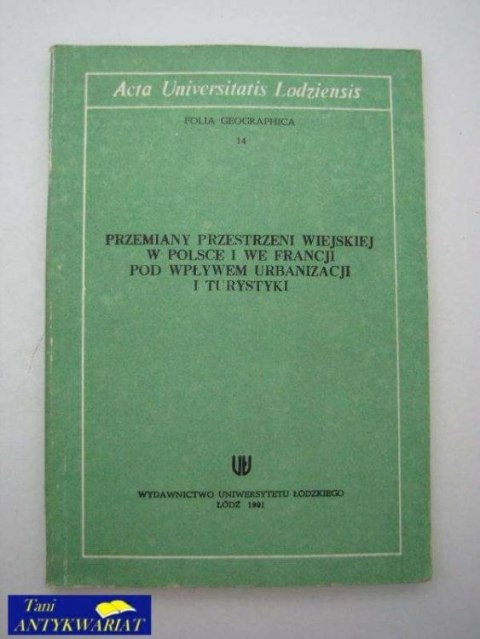 Acta Universitatis Lodziensis
FOLIA GEOGRAPHICA
14
PRZEMIANY PRZESTRZENI WIEJSKIEJ
W POLSCE I WE FRANCJI
POD WPŁYWEM URBANIZACJI
I TURYSTYKI
WYDAWNICTWO UNIWERSYTETU ŁÓDZKIEGO
ŁÓDŹ 1991
Tani
ANTYKWARIAT